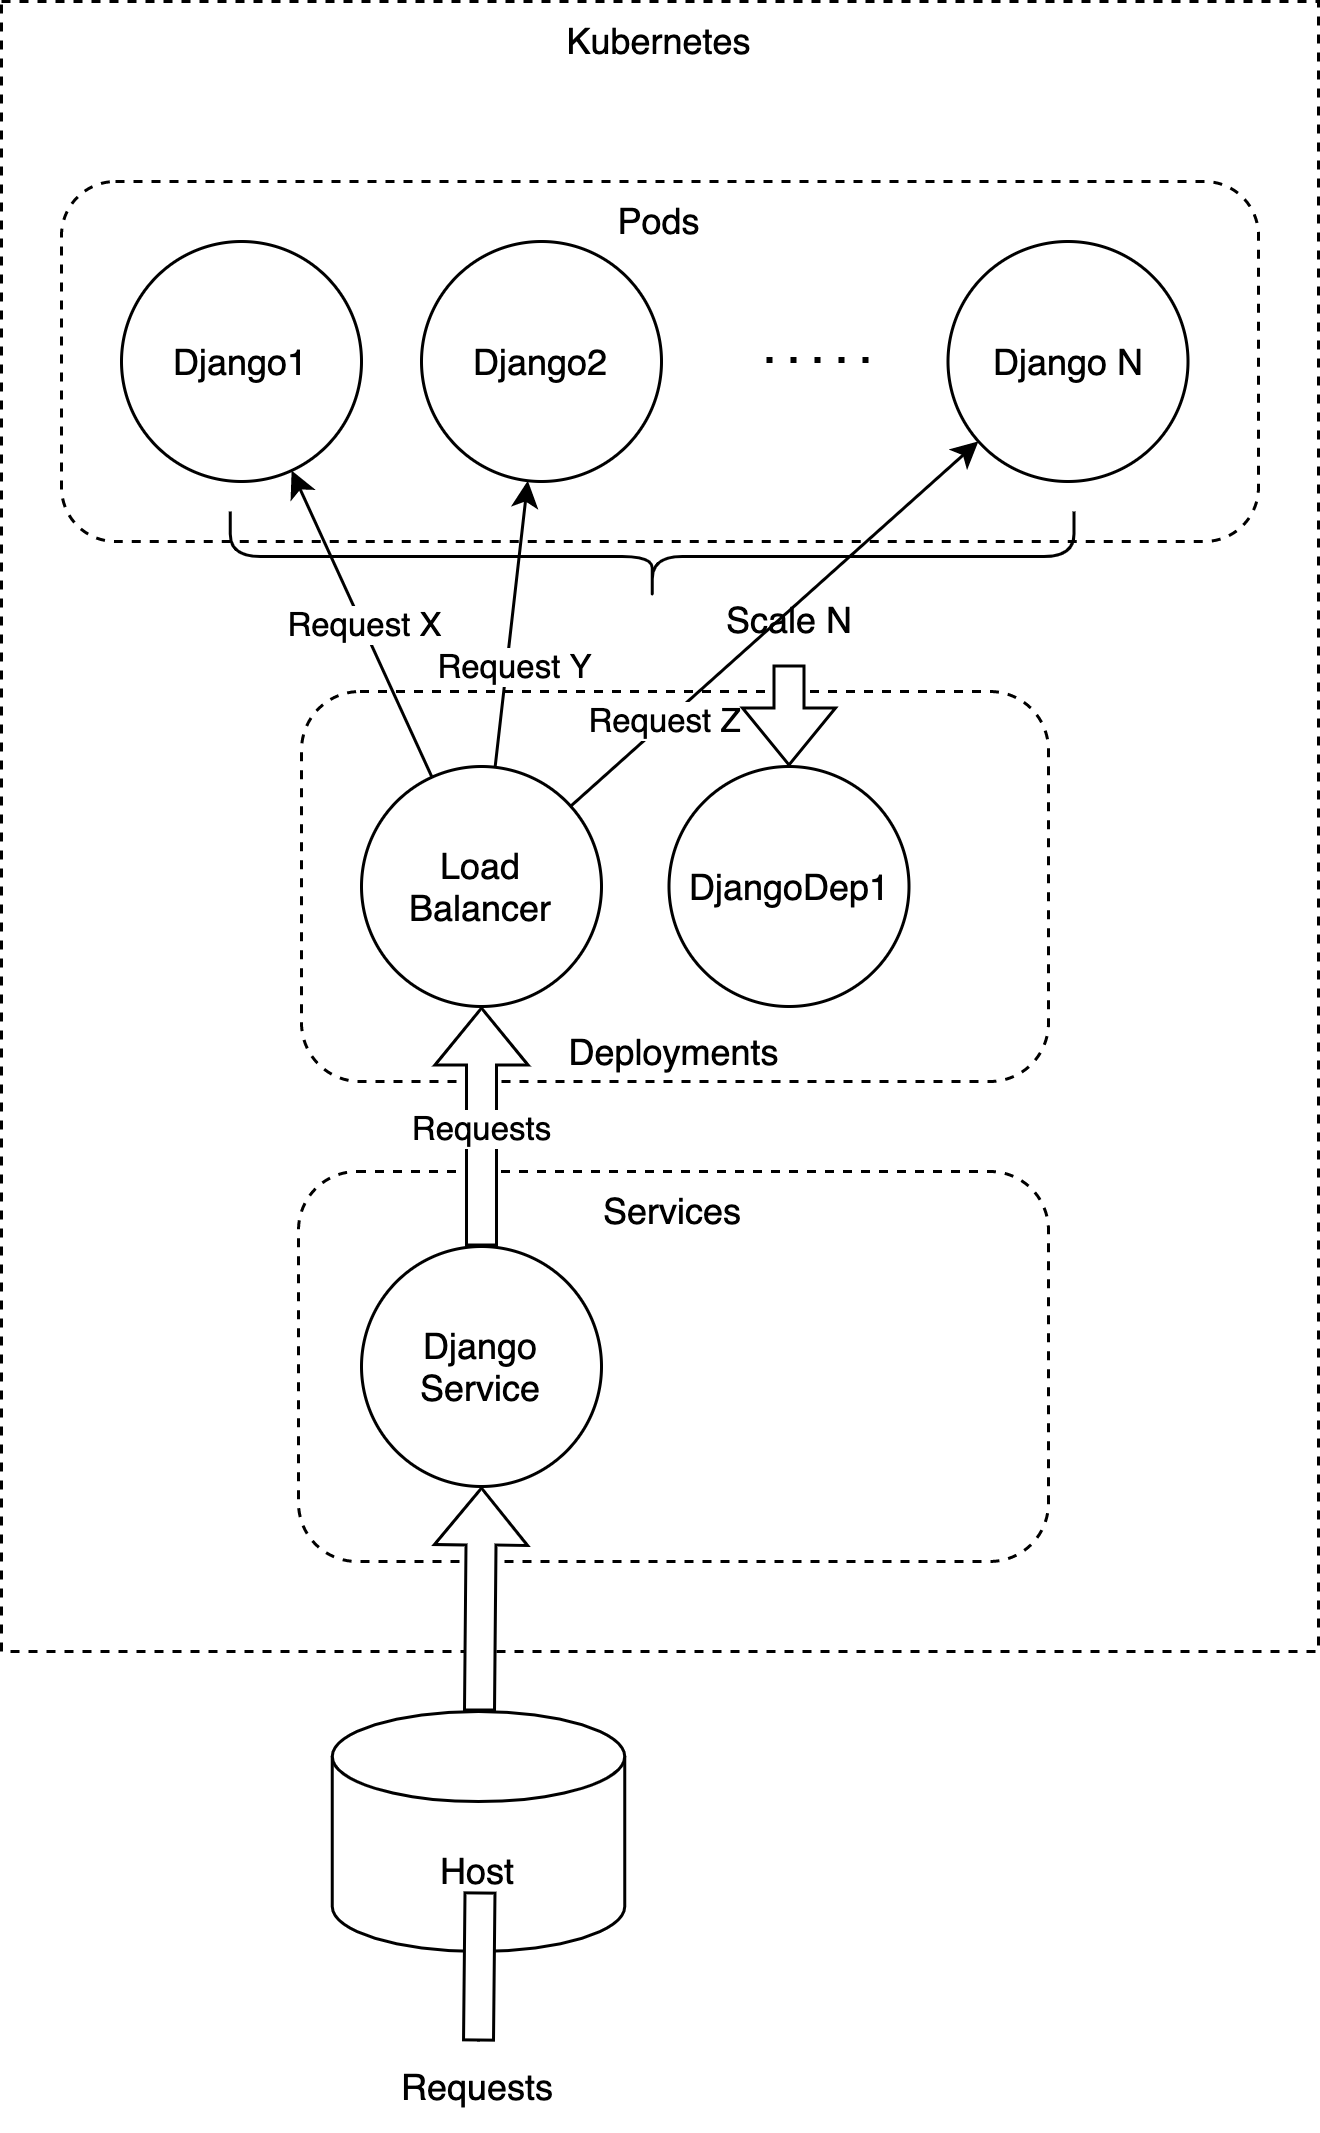 Kubernetes
Pods
Django1
Django2
. . . . .
Django N
Scale N
Request X
Request Y
Request Z
Load
Balancer
DjangoDep1
Deployments
Requests
Services
Django
Service
Host
Requests